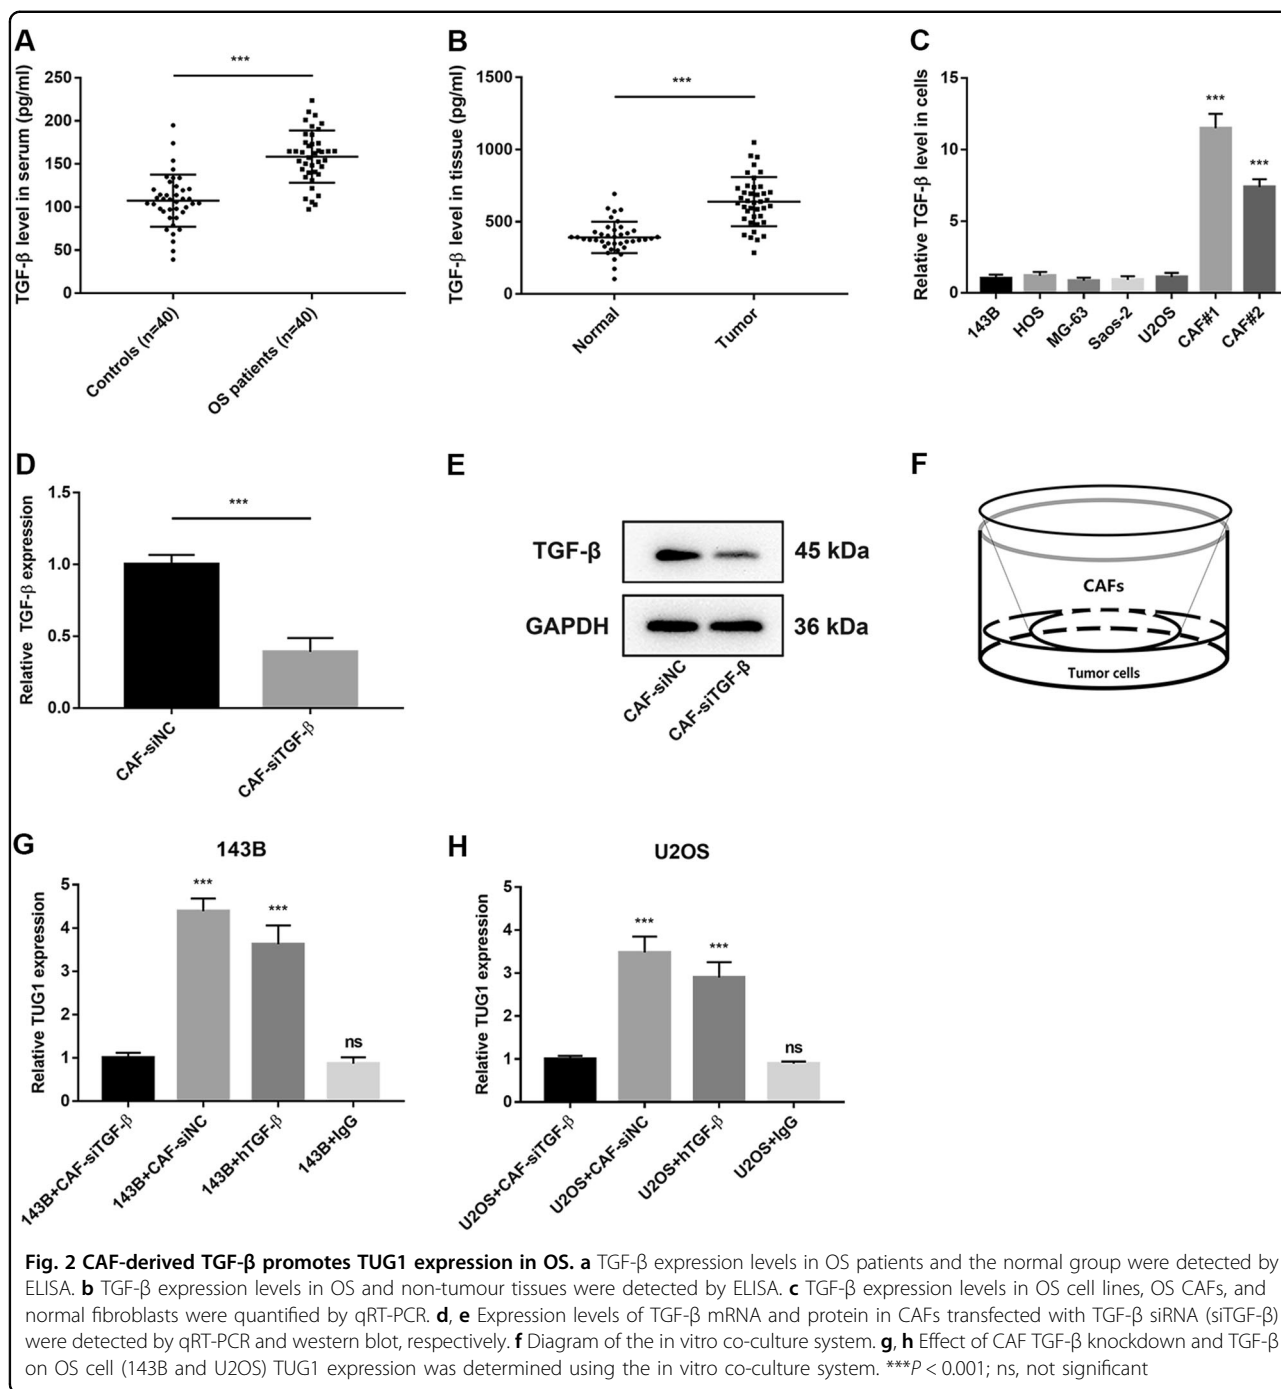 A
TGF-β level in serum (pg/ml)
250
200
150
100
50
0
***
Controls (n=40)
OS patients (n=40)
B
TGF-β level in tissue (pg/ml)
1500
1000
500
0
***
Normal
Tumor
C
Relative TGF-β level in cells
15
10
5
0
***
***
143B
HOS
MG-63
Saos-2
U2OS
CAF#1
CAF#2
D
Relative TGF-β expression
1.5
1.0
0.5
0.0
***
CAF-siNC
CAF-siTGF-β
E
TGF-β
45 kDa
GAPDH
36 kDa
CAF-siNC
CAF-siTGF-β
F
CAFs
Tumor cells
G
143B
Relative TUG1 expression
5
4
3
2
1
0
***
***
ns
143B+CAF-siTGF-β
143B+CAF-siNC
143B+hTGF-β
143B+IgG
H
U2OS
Relative TUG1 expression
5
4
3
2
1
0
***
***
ns
U2OS+CAF-siTGF-β
U2OS+CAF-siNC
U2OS+hTGF-β
U2OS+IgG
Fig. 2 CAF-derived TGF-β promotes TUG1 expression in OS. a TGF-β expression levels in OS patients and the normal group were detected by
ELISA. b TGF-β expression levels in OS and non-tumour tissues were detected by ELISA. c TGF-β expression levels in OS cell lines, OS CAFs, and
normal fibroblasts were quantified by qRT-PCR. d, e Expression levels of TGF-β mRNA and protein in CAFs transfected with TGF-β siRNA (siTGF-β)
were detected by qRT-PCR and western blot, respectively. f Diagram of the in vitro co-culture system. g, h Effect of CAF TGF-β knockdown and TGF-β
on OS cell (143B and U2OS) TUG1 expression was determined using the in vitro co-culture system. ***P < 0.001; ns, not significant